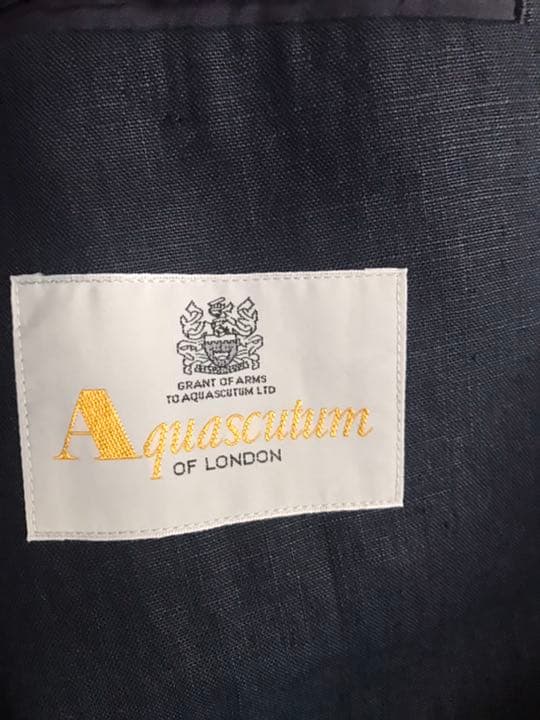 GRANT OF ARMS
TO AQUASCUTUM LTD
Aquascutum
OF LONDON